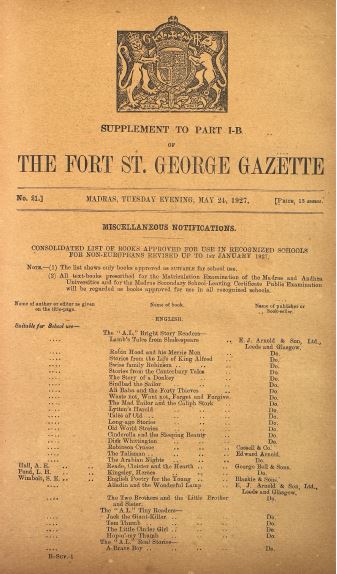 SUPPLEMENT TO PART I-B
OF
THE FORT ST. GEORGE GAZETTE
No. 21.] MADRAS, TUESDAY EVENING, MAY 24, 1927. [Price, 15 annas.
MISCELLANEOUS NOTIFICATIONS.
CONSOLIDATED LIST OF BOOKS APPROVED FOR USE IN RECOGNIZED SCHOOLS
FOR NON-EUROPEANS REVISED UP TO 1ST JANUARY 1927.
NOTE.—(1) The list shows only books approved as suitable for school use.
(2) All text-books prescribed for the Matriculation Examination of the Madras and Andhra
Universities and for the Madras Secondary School-Leaving Certificate Public Examination
will be regarded as books approved for use in all recognized schools.
Name of author or editor as given on the title-page. Name of book. Name of publisher or Book-seller.
ENGLISH.
Suitable for School use—
The "A.L." Bright Story Readers—
.... Lamb's Tales from Shakespeare .. E. J. Arnold & Son, Ltd.,
Leeds and Glasgow.
.... Robin Hood and his Merrie Men .. Do.
.... Stories from the Life of King Alfred .. Do.
.... Swiss Family Robinson .. Do.
.... Stories from the Canterbury Tales .. Do.
.... The Story of a Donkey .. Do.
.... Sindbad the Sailor .. Do.
.... Ali Baba and the Forty Thieves .. Do.
.... Waste not, Want not, Forget and Forgive. Do.
.... The Mad Tailor and the Caliph Stork Do.
.... Lytton's Harold .. Do.
.... Tales of Old .. Do.
.... Long-ago Stories .. Do.
.... Old World Stories .. Do.
.... Cinderella and the Sleeping Beauty .. Do.
.... Dick Whittington .. Do.
.... Robinson Crusoe .. Cassell & Co.
.... The Talisman .. Edward Arnold.
.... The Arabian Nights .. Do.
Hall, A. E. .. Reade, Cloister and the Hearth .. George Bell & Sons.
Pond, L. H. .. Kingsley, Heroes .. Do.
Wimbolt, S. E. .. English Poetry for the Young .. Blackie & Sons.
.... Alladin and the Wonderful Lamp .. E. J. Arnold & Son, Ltd.,
Leeds and Glasgow.
.... The Two Brothers and the Little Brother Do.
and Sister.
The "A.L." Tiny Readers—
.... Jack the Giant-Killer .. Do.
.... Tom Thumb .. Do.
.... The Little Cinder Girl .. Do.
.... Hopo'-my Thumb .. Do.
The "A.L." Real Stories—
.... A Brave Boy .. Do.
B-SUP.-1